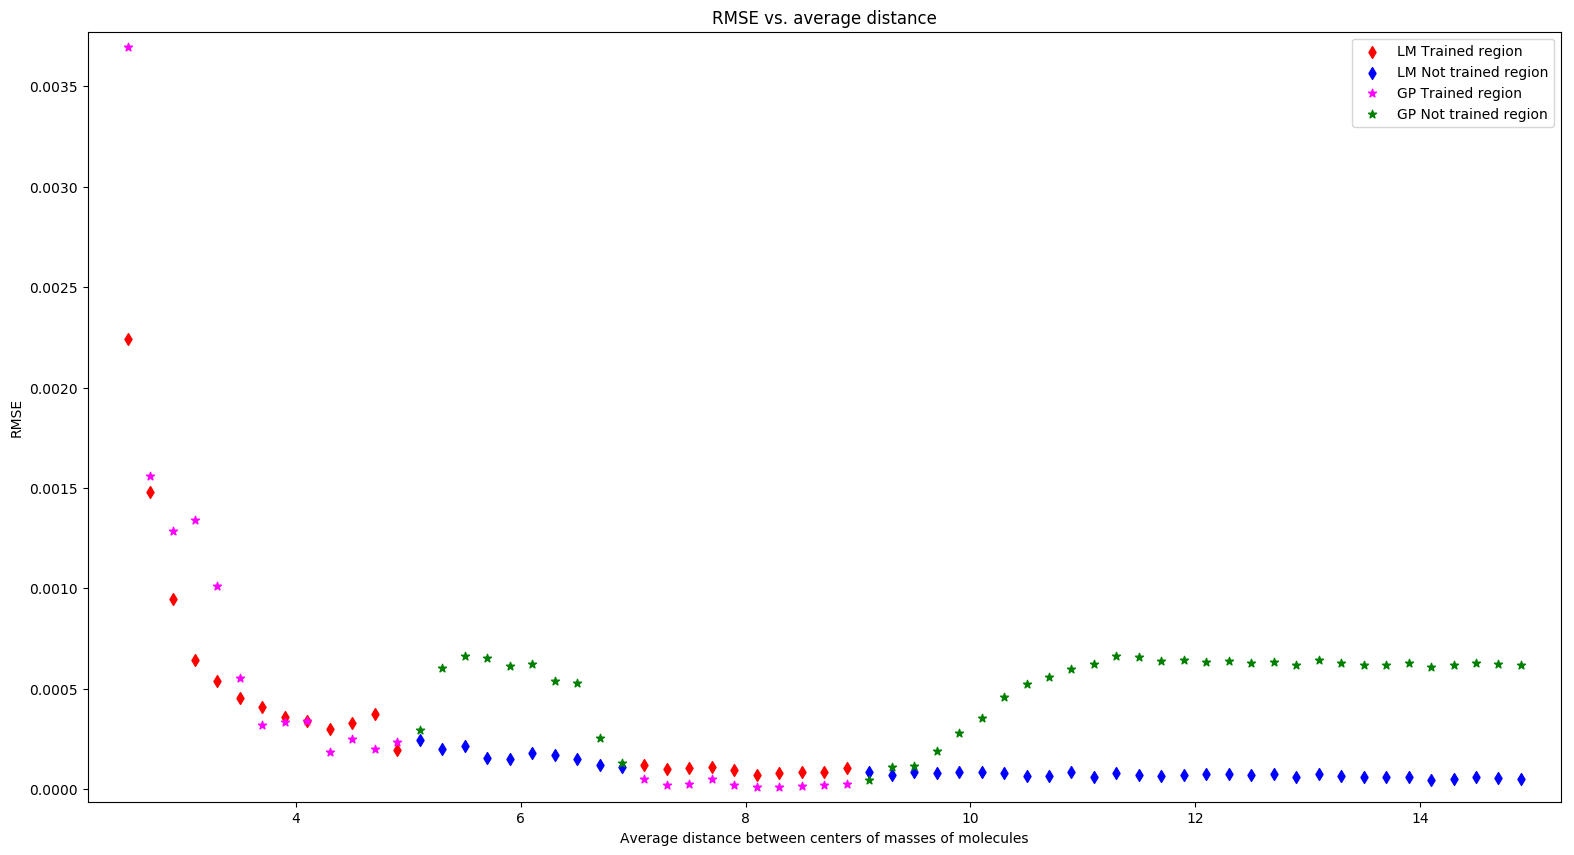 RMSE vs. average distance
LM Trained region
LM Not trained region
GP Trained region
GP Not trained region
RMSE
0.0035
0.0030
0.0025
0.0020
0.0015
0.0010
0.0005
0.0000
4
6
8
10
12
14
Average distance between centers of masses of molecules